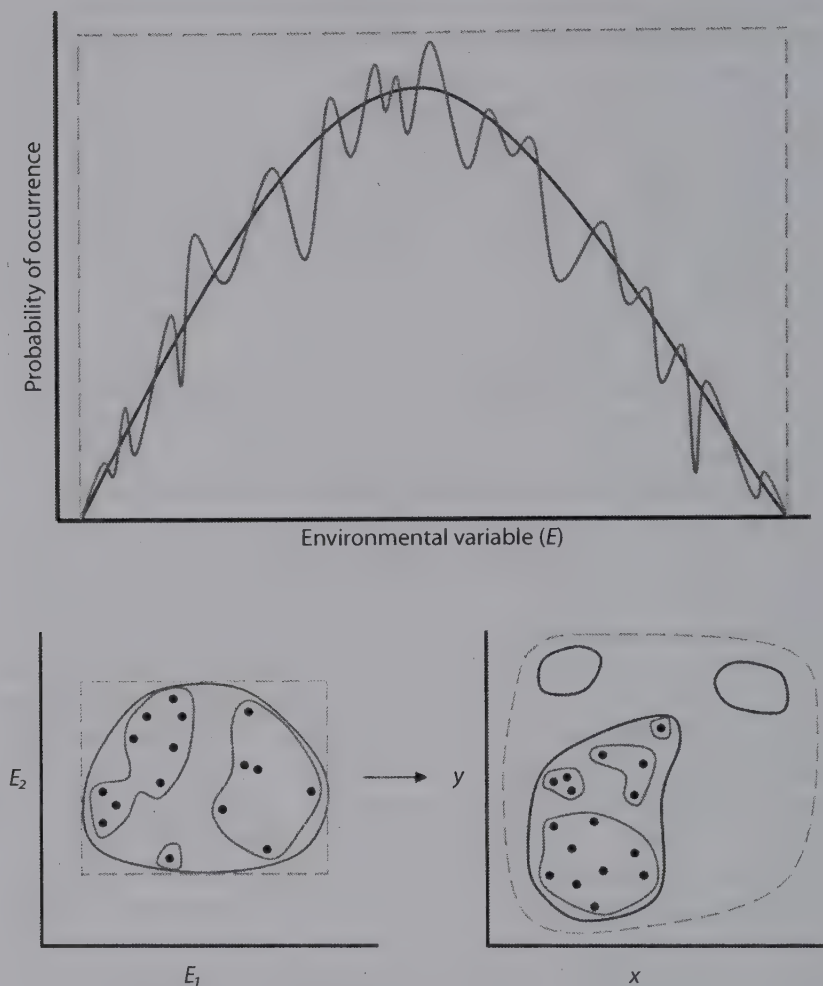 Probability of occurrence
Environmental variable (E)
E2
E1
y
x